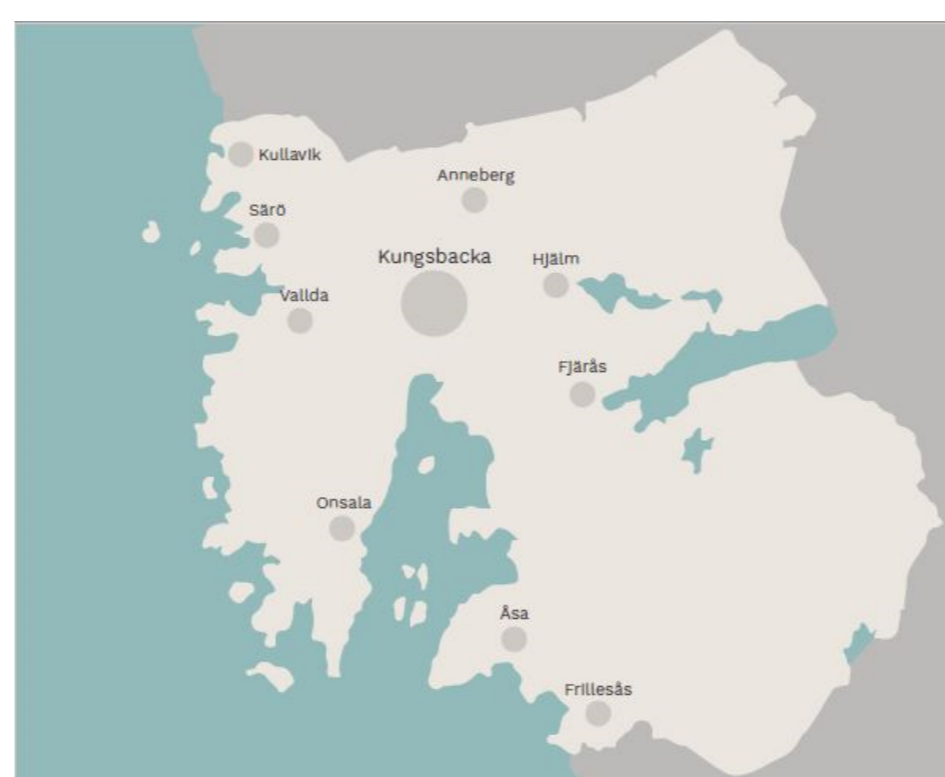 Kullavik
Anneberg
Särö
Kungsbacka
Hjälm
Vallda
Fjärås
Onsala
Åsa
Frillesås